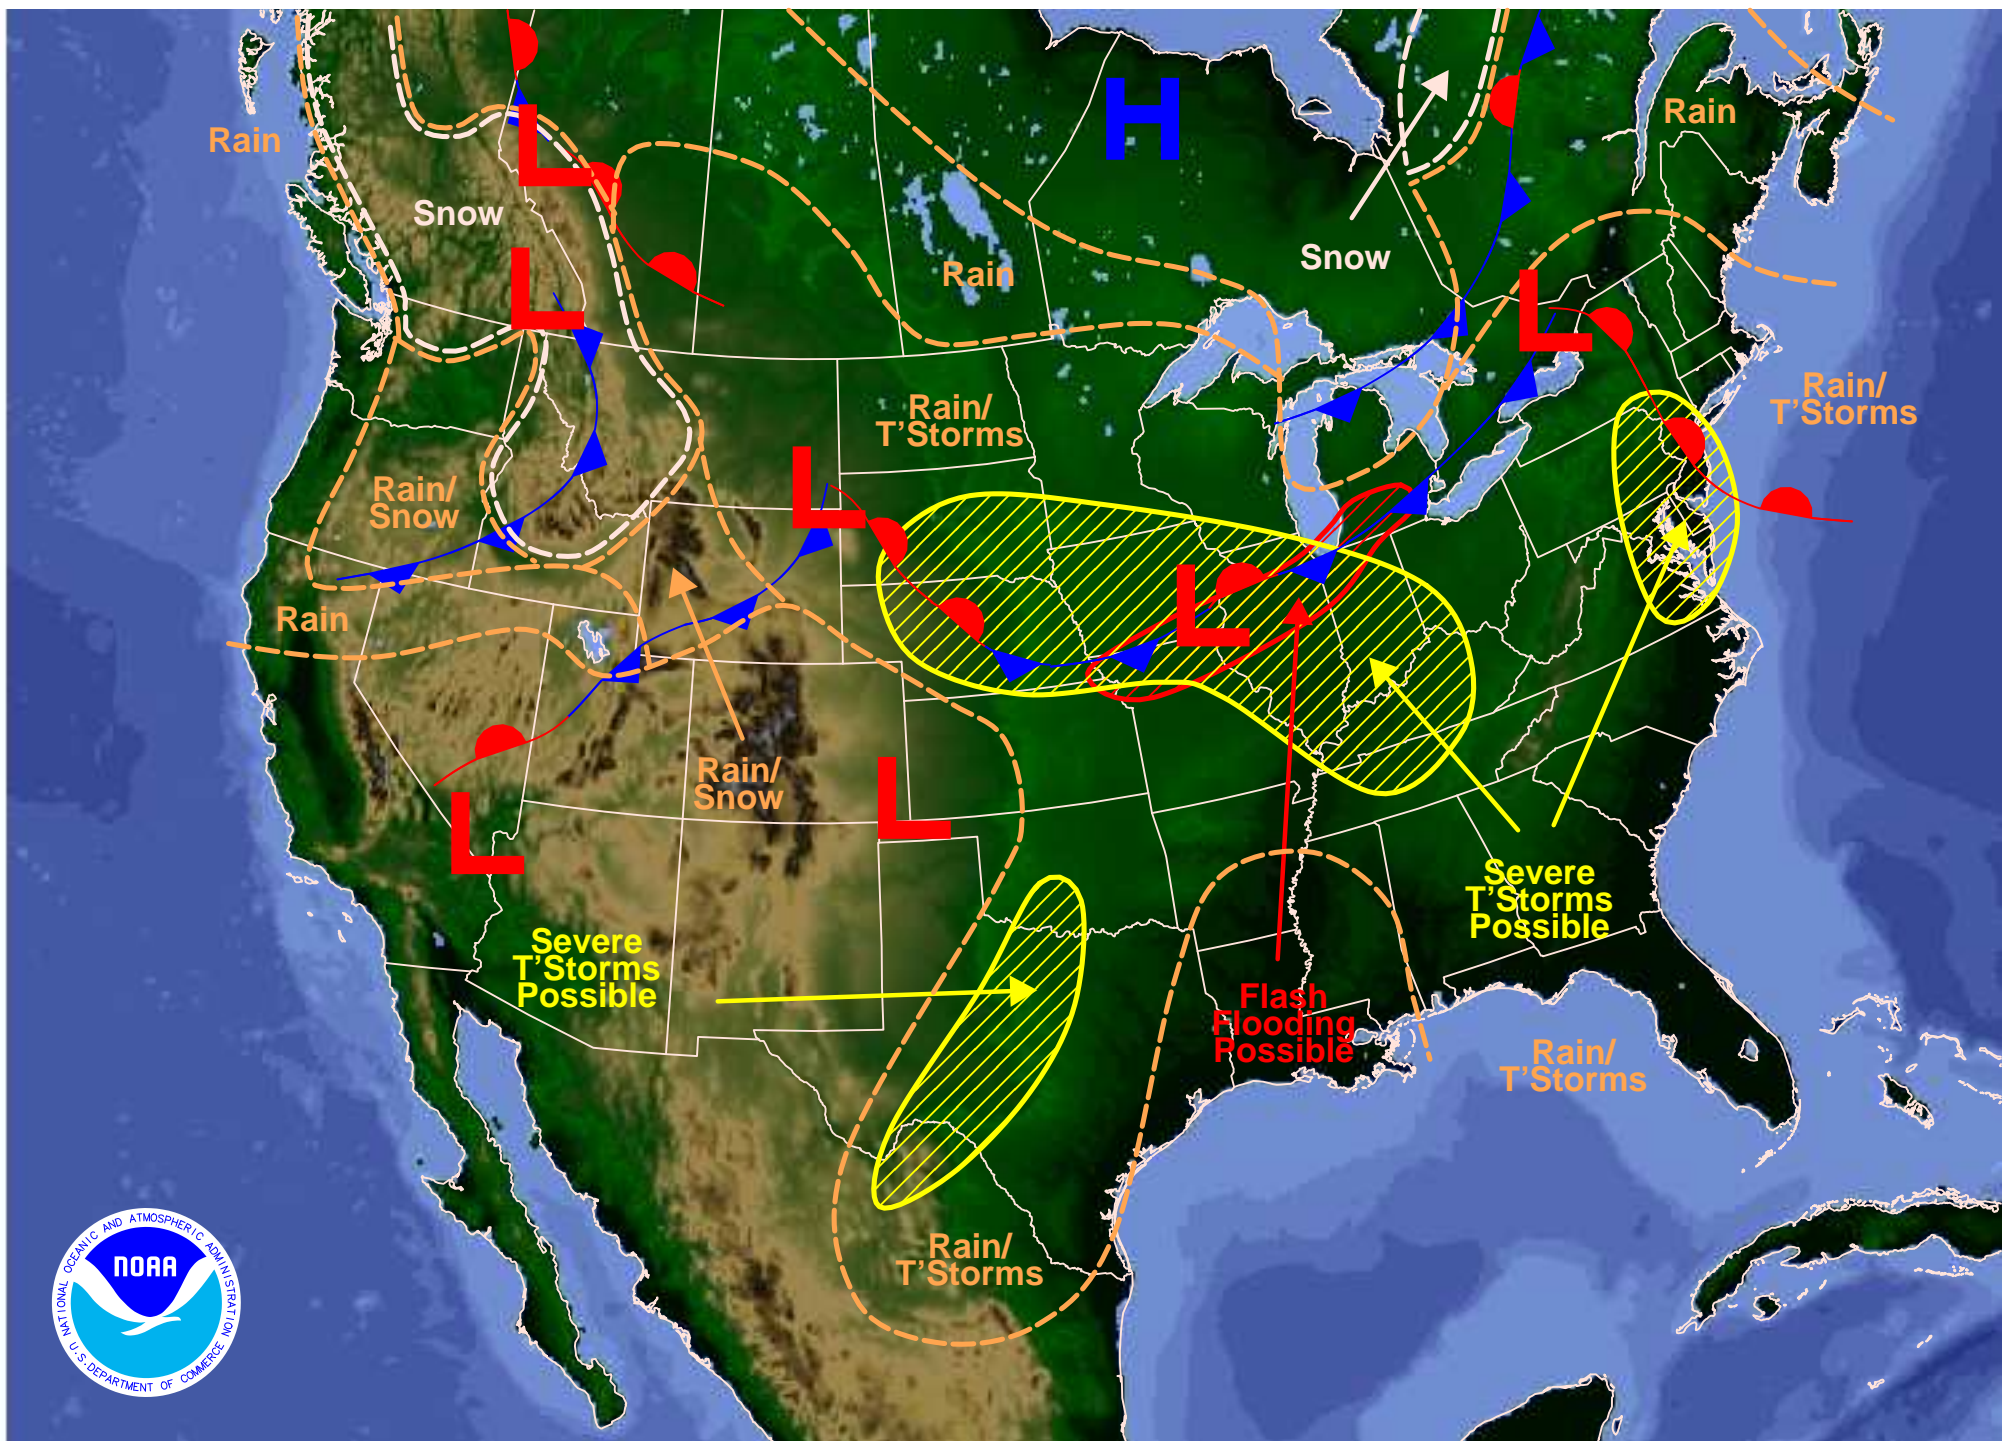 H
Rain
Rain
L
Snow
Snow
Rain
L
L
Rain/
T'Storms
Rain/
T'Storms
L
Rain/
Snow
L
Rain
Rain/
Snow
L
L
Severe
T'Storms
Possible
Severe
T'Storms
Possible
Flash
Flooding
Possible
Rain/
T'Storms
Rain/
T'Storms
NATIONAL OCEANIC AND ATMOSPHERIC ADMINISTRATION
NOAA
U.S. DEPARTMENT OF COMMERCE